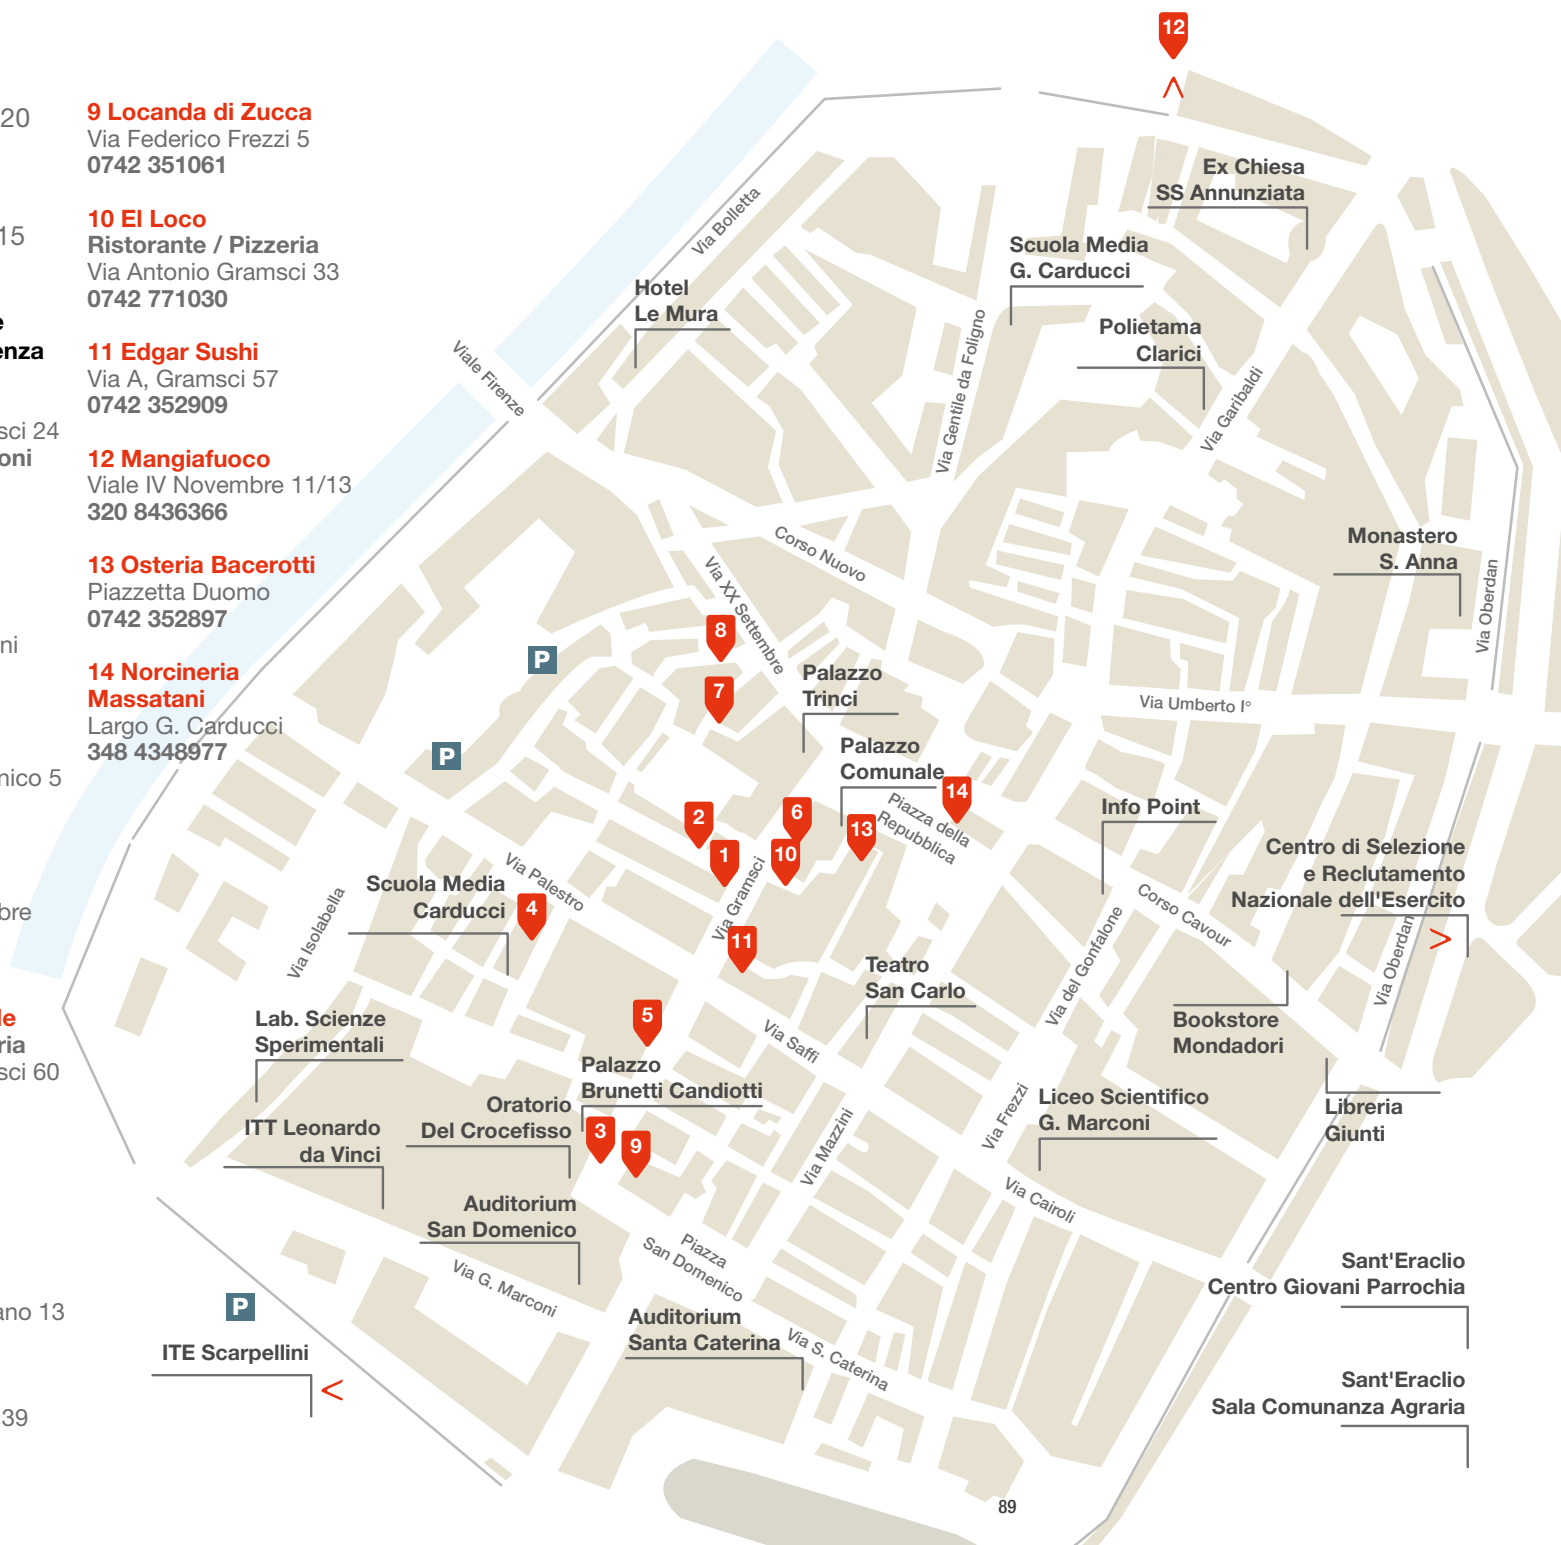 20
15
e
enza
sci 24
oni
ni
nico 5
bre
le
ria
sci 60
ano 13
39
9 Locanda di Zucca
Via Federico Frezzi 5
0742 351061
10 El Loco
Ristorante / Pizzeria
Via Antonio Gramsci 33
0742 771030
11 Edgar Sushi
Via A, Gramsci 57
0742 352909
12 Mangiafuoco
Viale IV Novembre 11/13
320 8436366
13 Osteria Bacerotti
Piazzetta Duomo
0742 352897
14 Norcineria
Massatani
Largo G. Carducci
348 4348977
12
Ex Chiesa
SS Annunziata
Via Bolletta
Scuola Media
G. Carducci
Hotel
Le Mura
Polietama
Clarici
Viale Firenze
Via Gentile da Foligno
Via Garibaldi
Corso Nuovo
Monastero
S. Anna
Via Oberdan
Via XX Settembre
8
P
7
Palazzo
Trinci
Via Umberto I°
P
Palazzo
Comunale
14
Piazza della
Repubblica
Info Point
2
6
13
1
10
Centro di Selezione
e Reclutamento
Nazionale dell'Esercito
>
Via Palestro
Scuola Media
Carducci
4
Via Gramsci
Corso Cavour
Via Isolabella
11
Via del Gonfalone
Via Oberdan
Teatro
San Carlo
Lab. Scienze
Sperimentali
5
Via Saffi
Bookstore
Mondadori
Palazzo
Brunetti Candiotti
Oratorio
Del Crocefisso
ITT Leonardo
da Vinci
3
9
Via Mazzini
Via Frezzi
Liceo Scientifico
G. Marconi
Libreria
Giunti
Auditorium
San Domenico
Via Cairoli
Piazza
San Domenico
Via G. Marconi
Sant'Eraclio
Centro Giovani Parrochia
P
Auditorium
Santa Caterina
Via S. Caterina
ITE Scarpellini
<
Sant'Eraclio
Sala Comunanza Agraria
89